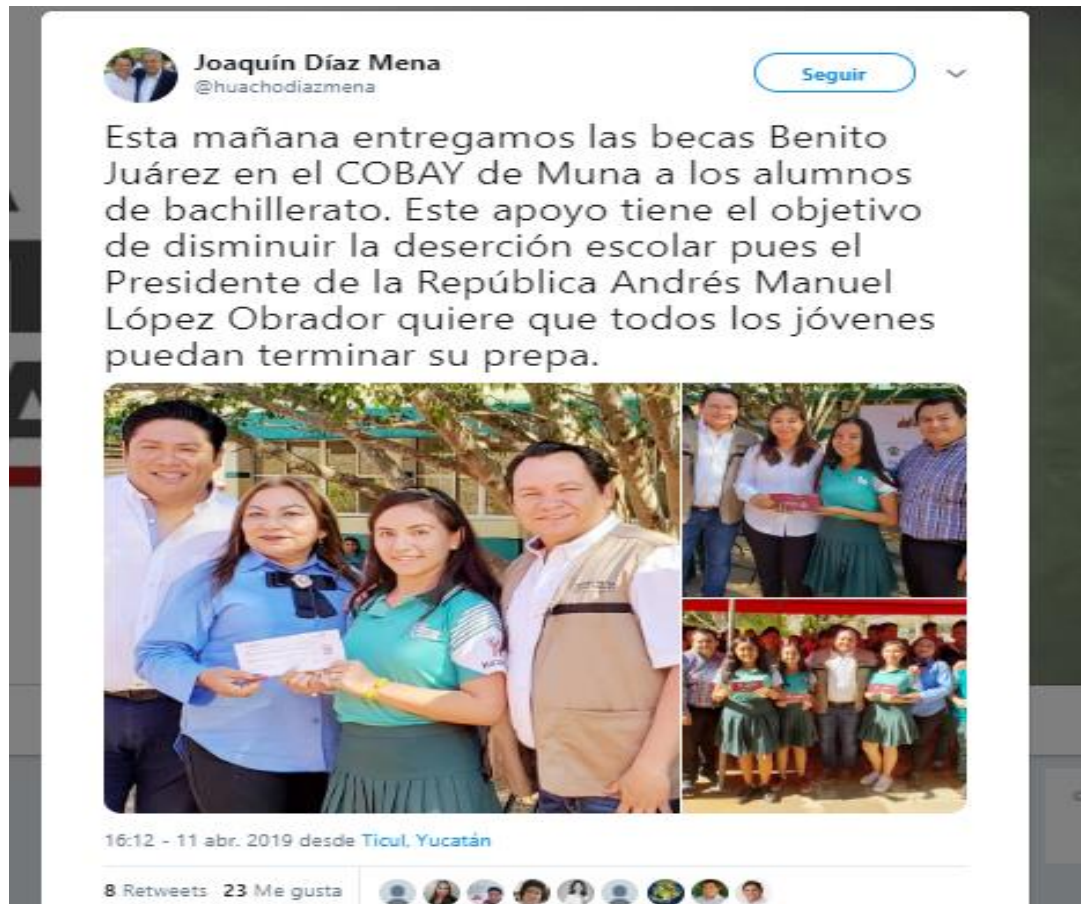 Joaquín Díaz Mena
@huachodiazmena
Seguir
Esta mañana entregamos las becas Benito
Juárez en el COBAY de Muna a los alumnos
de bachillerato. Este apoyo tiene el objetivo
de disminuir la deserción escolar pues el
Presidente de la República Andrés Manuel
López Obrador quiere que todos los jóvenes
puedan terminar su prepa.
16:12 - 11 abr. 2019 desde Ticul, Yucatán
8 Retweets 23 Me gusta